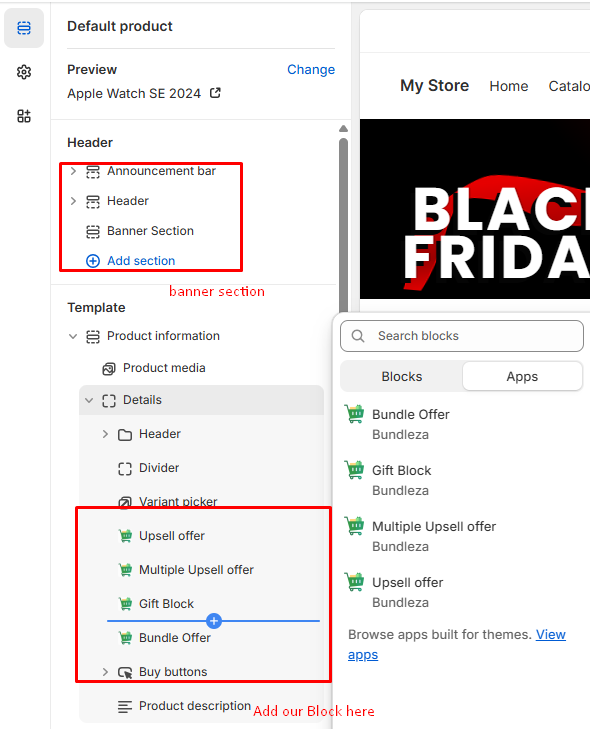 Default product
Preview
Change
Apple Watch SE 2024
Header
Announcement bar
Header
Banner Section
Add section
banner section
Template
Product information
Product media
Details
Header
Divider
Variant picker
Upsell offer
Multiple Upsell offer
Gift Block
Bundle Offer
Buy buttons
Product description
Add our Block here
My Store
Home
Catalo
BLACK
FRIDA
Search blocks
Blocks
Apps
Bundle Offer
Bundleza
Gift Block
Bundleza
Multiple Upsell offer
Bundleza
Upsell offer
Bundleza
Browse apps built for themes. View
apps